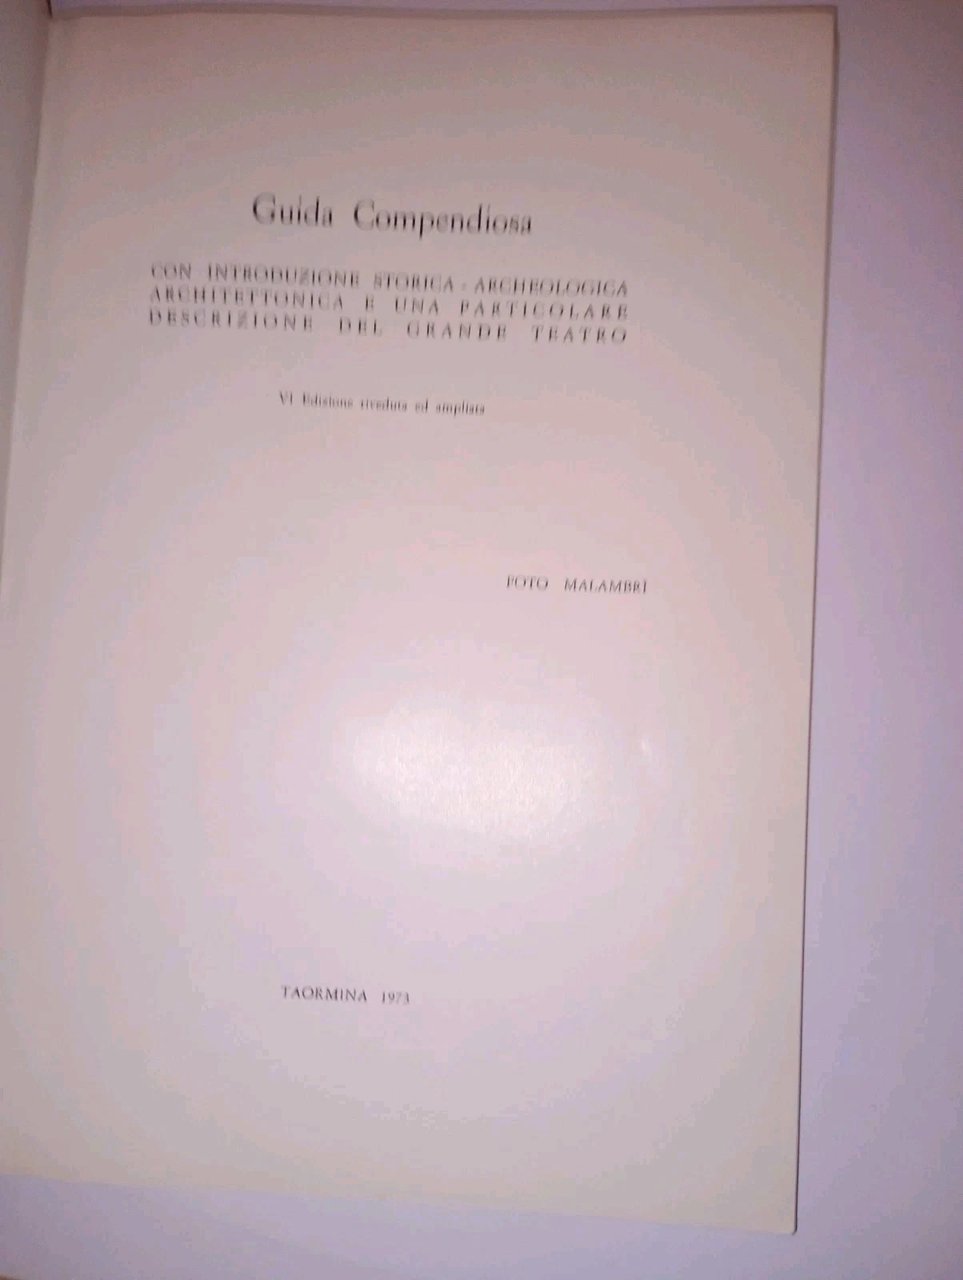 Guida Compendiosa
CON INTRODUZIONE STORICA - ARCHEOLOGICA
ARCHITETTONICA E UNA PARTICOLARE
DESCRIZIONE DEL GRANDE TEATRO
VI Edizione riveduta ed ampliata
FOTO MALAMBRÌ
TAORMINA 1973